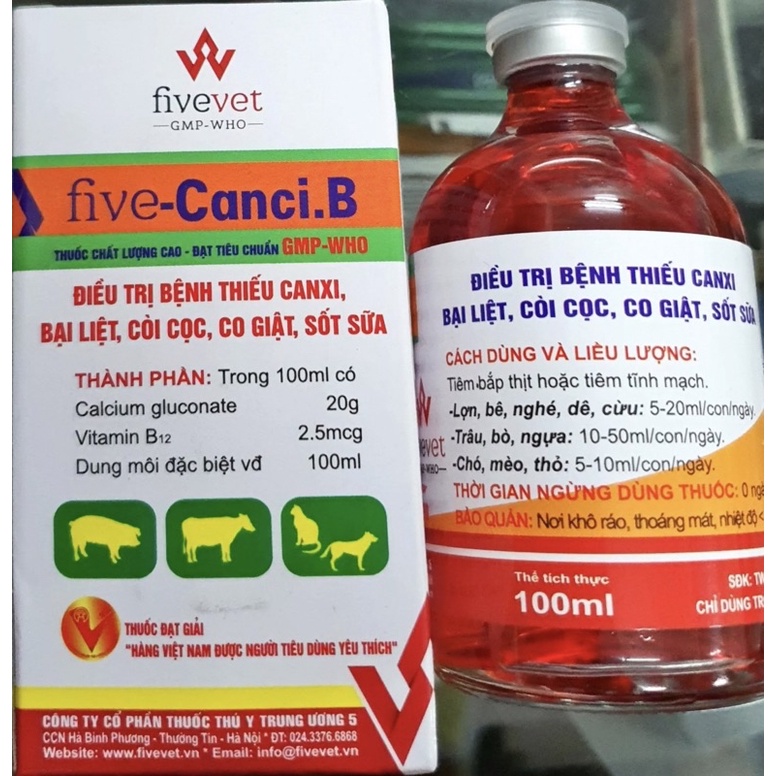 fivevet
GMP-WHO
five-Canci.B
THUỐC CHẤT LƯỢNG CAO - ĐẠT TIÊU CHUẨN GMP-WHO
ĐIỀU TRỊ BỆNH THIẾU CANXI,
BẠI LIỆT, CÒI CỌC, CO GIẬT, SỐT SỮA
THÀNH PHẦN: Trong 100ml có
Calcium gluconate 20g
Vitamin B12 2.5mcg
Dung môi đặc biệt vđ 100ml
THUỐC ĐẠT GIẢI
"HÀNG VIỆT NAM ĐƯỢC NGƯỜI TIÊU DÙNG YÊU THÍCH"
CÔNG TY CỔ PHẦN THUỐC THÚ Y TRUNG ƯƠNG 5
CCN Hà Bình Phương - Thường Tín - Hà Nội * ĐT: 024.3376.6868
Website: www.fivevet.vn * Email: info@fivevet.vn
ĐIỀU TRỊ BỆNH THIẾU CANXI
BẠI LIỆT, CÒI CỌC, CO GIẬT, SỐT SỮA
CÁCH DÙNG VÀ LIỀU LƯỢNG:
Tiêm bắp thịt hoặc tiêm tĩnh mạch.
-Lợn, bê, nghé, dê, cừu: 5-20ml/con/ngày.
-Trâu, bò, ngựa: 10-50ml/con/ngày.
-Chó, mèo, thỏ: 5-10ml/con/ngày.
THỜI GIAN NGỪNG DÙNG THUỐC: 0 ngà
BẢO QUẢN: Nơi khô ráo, thoáng mát, nhiệt độ <
vevet
MP-WHO
Thể tích thực
100ml
SĐK: TW
CHỈ DÙNG TR